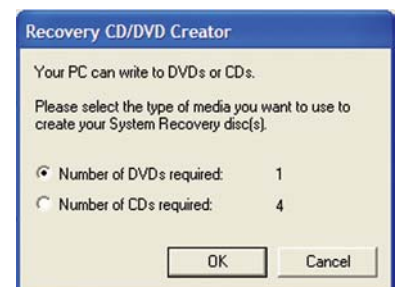 Recovery CD/DVD Creator
Your PC can write to DVDs or CDs.
Please select the type of media you want to use to
create your System Recovery disc(s).
Number of DVDs required: 1
Number of CDs required: 4
OK Cancel